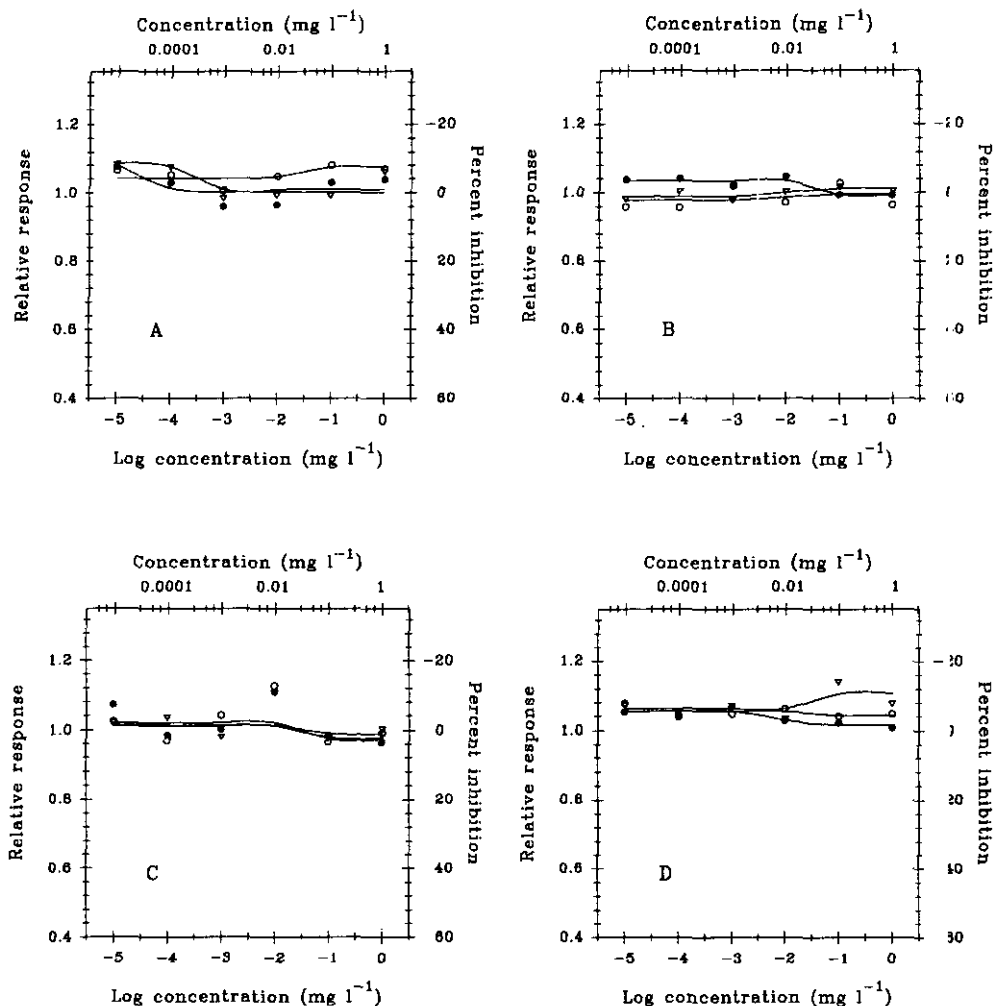 Concentration (mg l⁻¹)
0.0001 0.01 1
Relative response
1.2
1.0
0.8
0.6
0.4
Percent inhibition
-20
0
20
40
60
A
-5 -4 -3 -2 -1 0
Log concentration (mg l⁻¹)
Concentration (mg l⁻¹)
0.0001 0.01 1
Relative response
1.2
1.0
0.8
0.6
0.4
Percent inhibition
B
-5 -4 -3 -2 -1 0
Log concentration (mg l⁻¹)
Concentration (mg l⁻¹)
0.0001 0.01 1
Relative response
1.2
1.0
0.8
0.6
0.4
Percent inhibition
-20
0
20
40
60
C
-5 -4 -3 -2 -1 0
Log concentration (mg l⁻¹)
Concentration (mg l⁻¹)
0.0001 0.01 1
Relative response
1.2
1.0
0.8
0.6
0.4
Percent inhibition
-20
20
D
-5 -4 -3 -2 -1 0
Log concentration (mg l⁻¹)